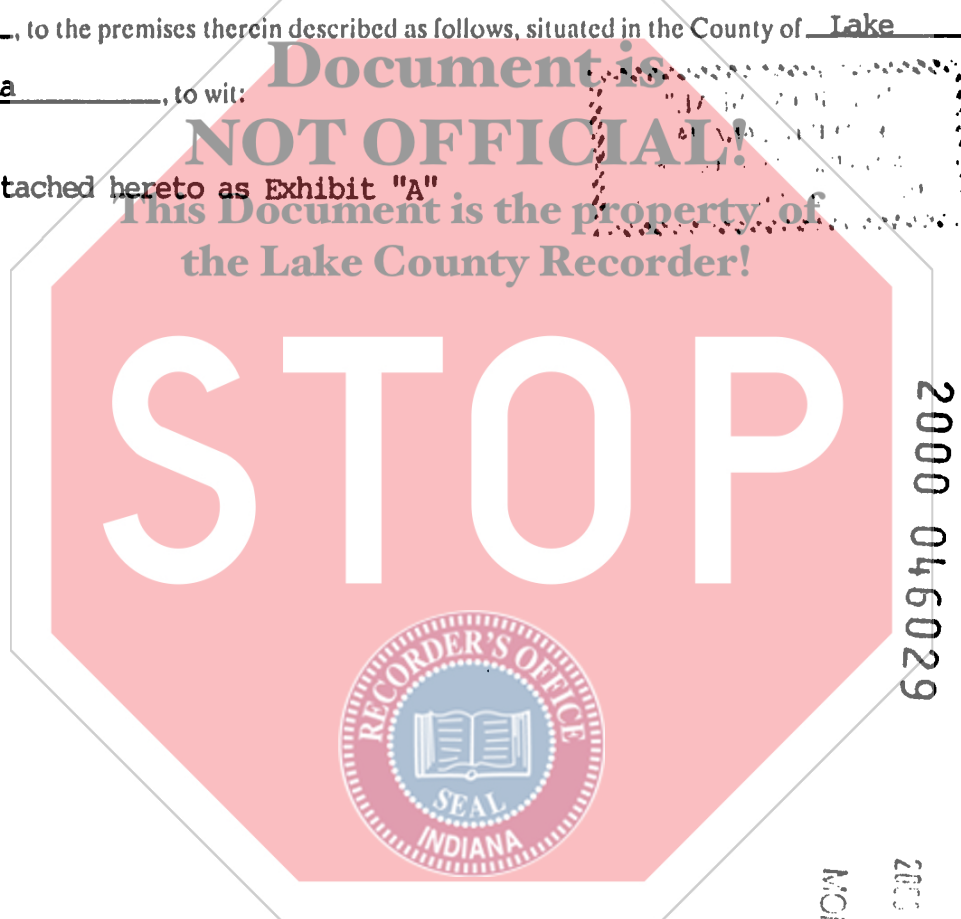 , to the premises therein described as follows, situated in the County of Lake
Document is
a, to wit:
NOT OFFICIAL!
tached hereto as Exhibit "A"
This Document is the property of
the Lake County Recorder!
STOP
2000 046029
RECORDER'S OFFICE
SEAL
INDIANA